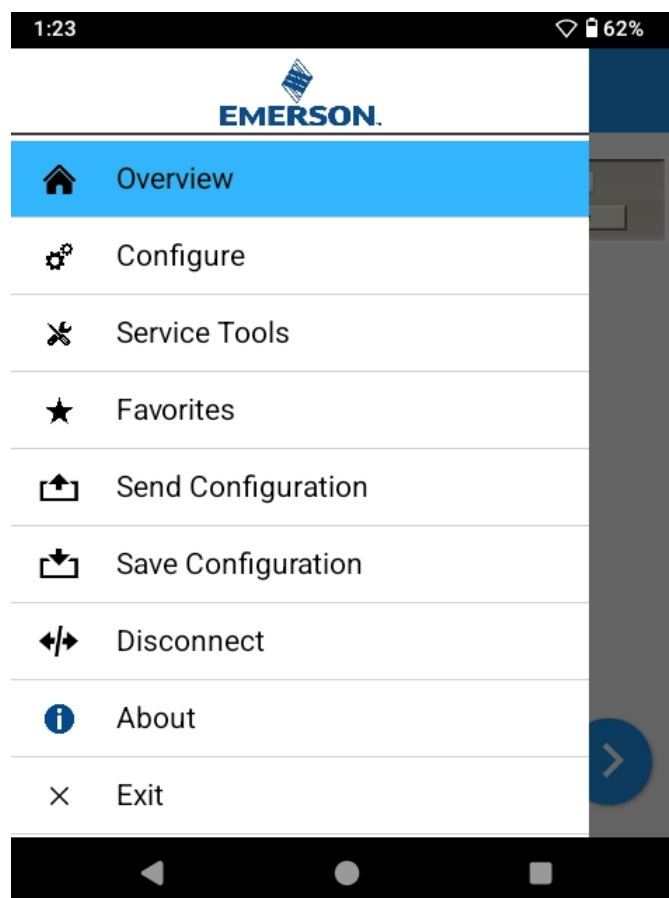 1:23 62%
EMERSON
Overview
Configure
Service Tools
Favorites
Send Configuration
Save Configuration
Disconnect
About
Exit